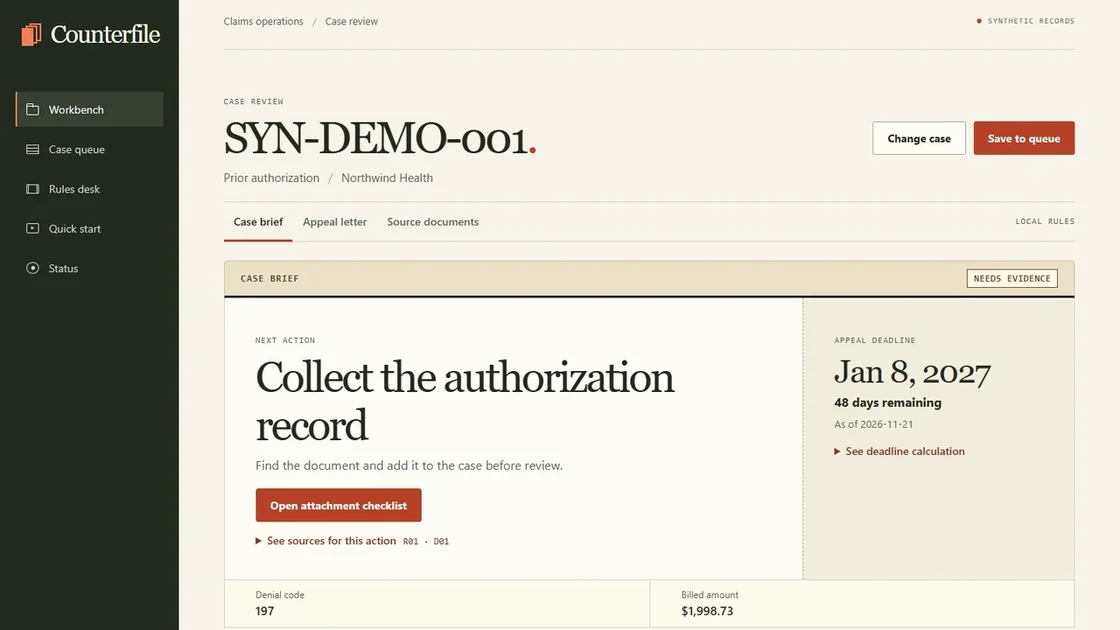 Counterfile
Workbench
Case queue
Rules desk
Quick start
Status
Claims operations / Case review
SYNTHETIC RECORDS
CASE REVIEW
SYN-DEMO-001.
Prior authorization / Northwind Health
Change case
Save to queue
Case brief
Appeal letter
Source documents
LOCAL RULES
CASE BRIEF
NEEDS EVIDENCE
NEXT ACTION
Collect the authorization
record
Find the document and add it to the case before review.
Open attachment checklist
See sources for this action R01 · D01
APPEAL DEADLINE
Jan 8, 2027
48 days remaining
As of 2026-11-21
See deadline calculation
Denial code
197
Billed amount
$1,998.73